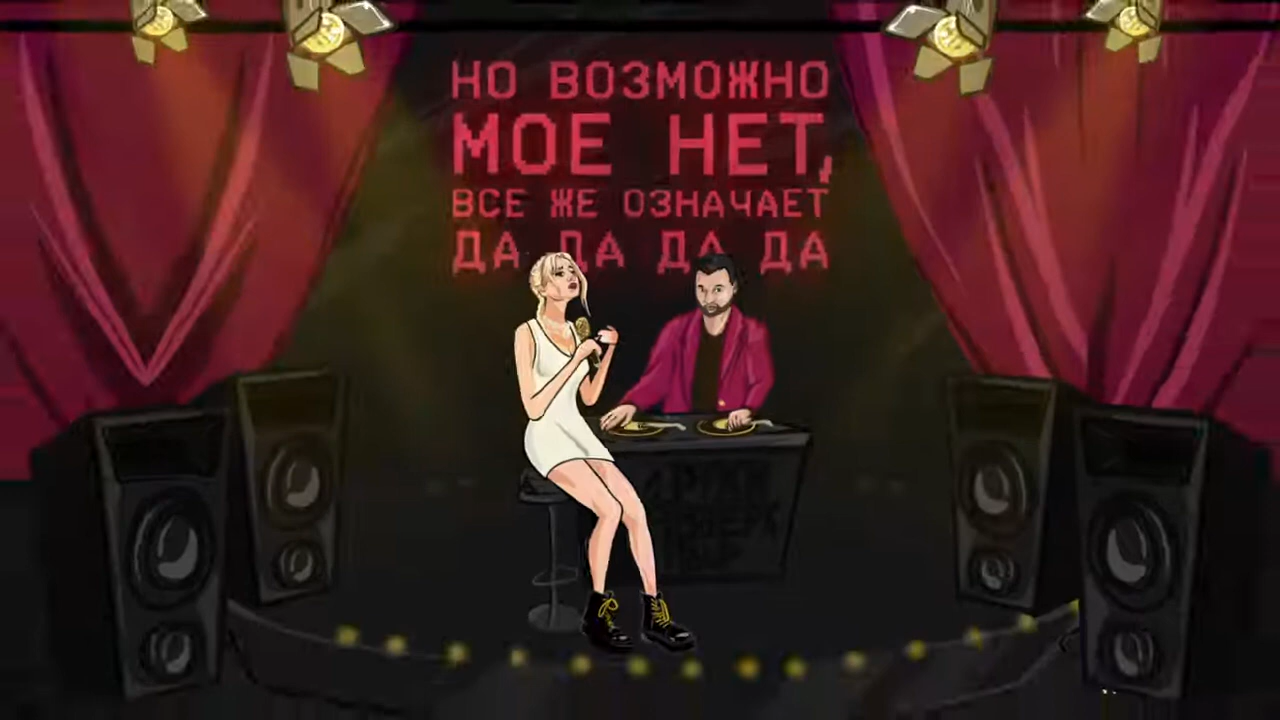 НО ВОЗМОЖНО
МОЕ НЕТ,
ВСЕ ЖЕ ОЗНАЧАЕТ
ДА ДА ДА ДА